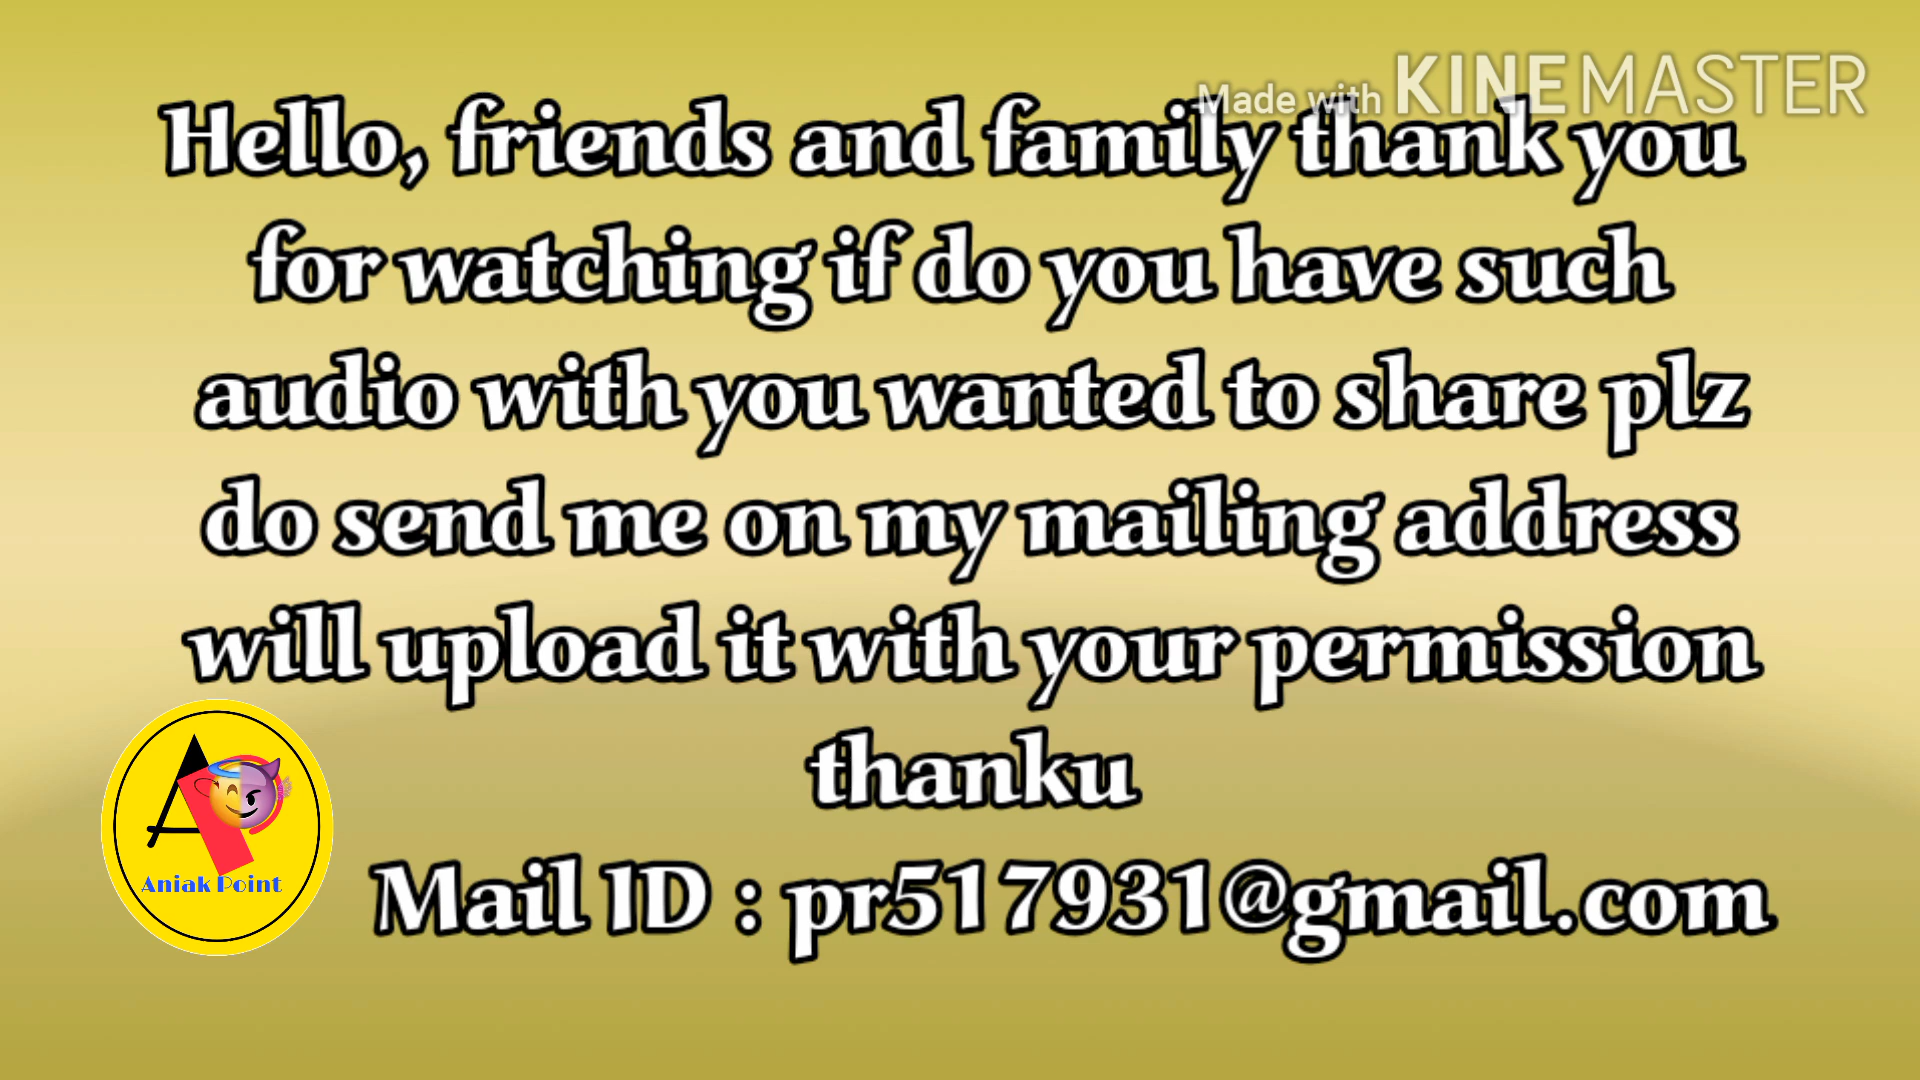 Made with KINEMASTER
Hello, friends and family thank you
for watching if do you have such
audio with you wanted to share plz
do send me on my mailing address
will upload it with your permission
thanku
Aniak Point
Mail ID : pr517931@gmail.com